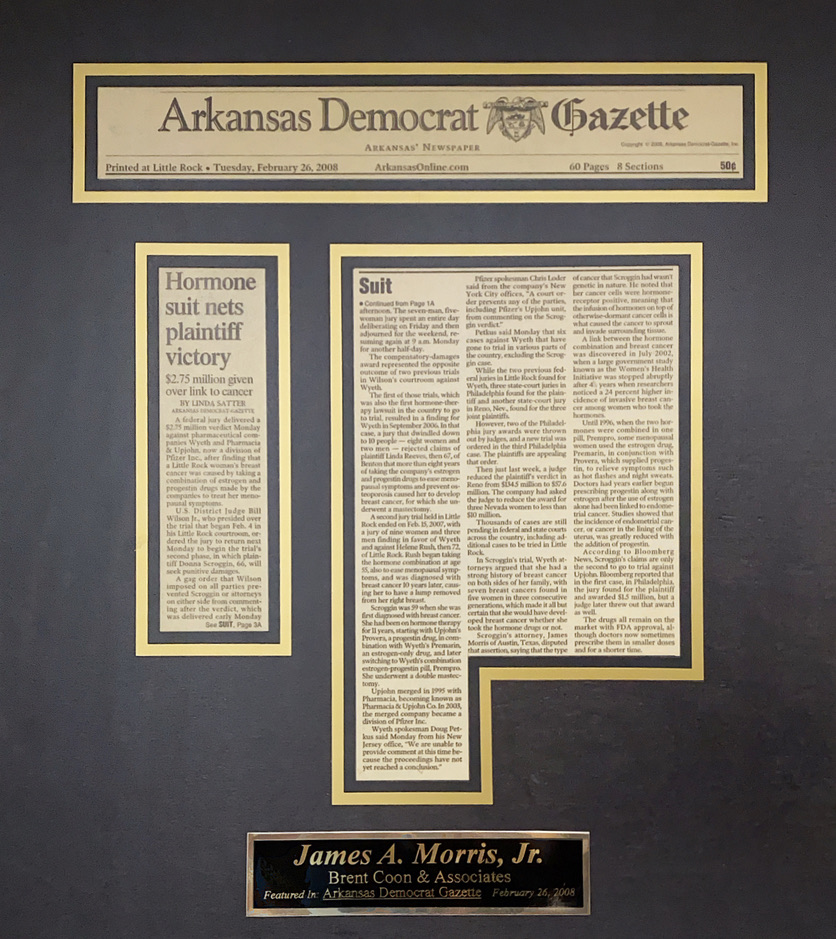 Arkansas Democrat Gazette
ARKANSAS' NEWSPAPER
Copyright © 2008, Arkansas Democrat-Gazette, Inc.
Printed at Little Rock • Tuesday, February 26, 2008
ArkansasOnline.com
60 Pages 8 Sections
50¢
Hormone
suit nets
plaintiff
victory
$2.75 million given
over link to cancer
BY LINDA SATTER
ARKANSAS DEMOCRAT-GAZETTE
A federal jury delivered a
$2.75 million verdict Monday
against pharmaceutical com-
panies Wyeth and Pharmacia
& Upjohn, now a division of
Pfizer Inc., after finding that
a Little Rock woman's breast
cancer was caused by taking a
combination of estrogen and
progestin drugs made by the
companies to treat her meno-
pausal symptoms.
U.S. District Judge Bill
Wilson Jr., who presided over
the trial that began Feb. 4 in
his Little Rock courtroom, or-
dered the jury to return next
Monday to begin the trial's
second phase, in which plain-
tiff Donna Scroggin, 66, will
seek punitive damages.
A gag order that Wilson
imposed on all parties pre-
vented Scroggin or attorneys
on either side from comment-
ing after the verdict, which
was delivered early Monday
See SUIT, Page 3A
Suit
• Continued from Page 1A
afternoon. The seven-man, five-
woman jury spent an entire day
deliberating on Friday and then
adjourned for the weekend, re-
suming again at 9 a.m. Monday
for another half-day.
The compensatory-damages
award represented the opposite
outcome of two previous trials
in Wilson's courtroom against
Wyeth.
The first of those trials, which
was also the first hormone-ther-
apy lawsuit in the country to go
to trial, resulted in a finding for
Wyeth in September 2006. In that
case, a jury that dwindled down
to 10 people — eight women and
two men — rejected claims of
plaintiff Linda Reeves, then 67, of
Benton that more than eight years
of taking the company's estrogen
and progestin drugs to ease meno-
pausal symptoms and prevent os-
teoporosis caused her to develop
breast cancer, for which she un-
derwent a mastectomy.
A second jury trial held in Little
Rock ended on Feb. 15, 2007, with
a jury of nine women and three
men finding in favor of Wyeth
and against Helene Rush, then 72,
of Little Rock. Rush began taking
the hormone combination at age
55, also to ease menopausal symp-
toms, and was diagnosed with
breast cancer 10 years later, caus-
ing her to have a lump removed
from her right breast.
Scroggin was 59 when she was
first diagnosed with breast cancer.
She had been on hormone therapy
for 11 years, starting with Upjohn's
Provera, a progestin drug, in com-
bination with Wyeth's Premarin,
an estrogen-only drug, and later
switching to Wyeth's combination
estrogen-progestin pill, Prempro.
She underwent a double mastec-
tomy.
Upjohn merged in 1995 with
Pharmacia, becoming known as
Pharmacia & Upjohn Co. In 2003,
the merged company became a
division of Pfizer Inc.
Wyeth spokesman Doug Pet-
kus said Monday from his New
Jersey office, "We are unable to
provide comment at this time be-
cause the proceedings have not
yet reached a conclusion."
Pfizer spokesman Chris Loder
said from the company's New
York City offices, "A court or-
der prevents any of the parties,
including Pfizer's Upjohn unit,
from commenting on the Scrog-
gin verdict."
Petkus said Monday that six
cases against Wyeth that have
gone to trial in various parts of
the country, excluding the Scrog-
gin case.
While the two previous fed-
eral juries in Little Rock found for
Wyeth, three state-court juries in
Philadelphia found for the plain-
tiff and another state-court jury
in Reno, Nev., found for the three
joint plaintiffs.
However, two of the Philadel-
phia jury awards were thrown
out by judges, and a new trial was
ordered in the third Philadelphia
case. The plaintiffs are appealing
that order.
Then just last week, a judge
reduced the plaintiff's verdict in
Reno from $134.5 million to $57.6
million. The company had asked
the judge to reduce the award for
three Nevada women to less than
$10 million.
Thousands of cases are still
pending in federal and state courts
across the country, including ad-
ditional cases to be tried in Little
Rock.
In Scroggin's trial, Wyeth at-
torneys argued that she had a
strong history of breast cancer
on both sides of her family, with
seven breast cancers found in
five women in three consecutive
generations, which made it all but
certain that she would have devel-
oped breast cancer whether she
took the hormone drugs or not.
Scroggin's attorney, James
Morris of Austin, Texas, disputed
that assertion, saying that the type
of cancer that Scroggin had wasn't
genetic in nature. He noted that
her cancer cells were hormone-
receptor positive, meaning that
the infusion of hormones on top of
otherwise-dormant cancer cells is
what caused the cancer to sprout
and invade surrounding tissue.
A link between the hormone
combination and breast cancer
was discovered in July 2002,
when a large government study
known as the Women's Health
Initiative was stopped abruptly
after 4½ years when researchers
noticed a 24 percent higher in-
cidence of invasive breast can-
cer among women who took the
hormones.
Until 1996, when the two hor-
mones were combined in one
pill, Prempro, some menopausal
women used the estrogen drug,
Premarin, in conjunction with
Provera, which supplied proges-
tin, to relieve symptoms such
as hot flashes and night sweats.
Doctors had years earlier begun
prescribing progestin along with
estrogen after the use of estrogen
alone had been linked to endome-
trial cancer. Studies showed that
the incidence of endometrial can-
cer, or cancer in the lining of the
uterus, was greatly reduced with
the addition of progestin.
According to Bloomberg
News, Scroggin's claims are only
the second to go to trial against
Upjohn. Bloomberg reported that
in the first case, in Philadelphia,
the jury found for the plaintiff
and awarded $1.5 million, but a
judge later threw out that award
as well.
The drugs all remain on the
market with FDA approval, al-
though doctors now sometimes
prescribe them in smaller doses
and for a shorter time.
James A. Morris, Jr.
Brent Coon & Associates
Featured In: Arkansas Democrat Gazette February 26, 2008